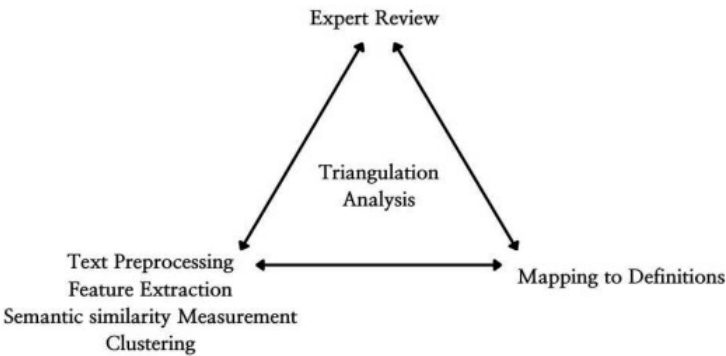 Expert Review
Triangulation
Analysis
Text Preprocessing
Feature Extraction
Semantic similarity Measurement
Clustering
Mapping to Definitions